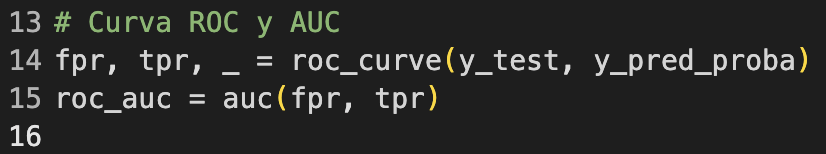 13 # Curva ROC y AUC
14 fpr, tpr, _ = roc_curve(y_test, y_pred_proba)
15 roc_auc = auc(fpr, tpr)
16